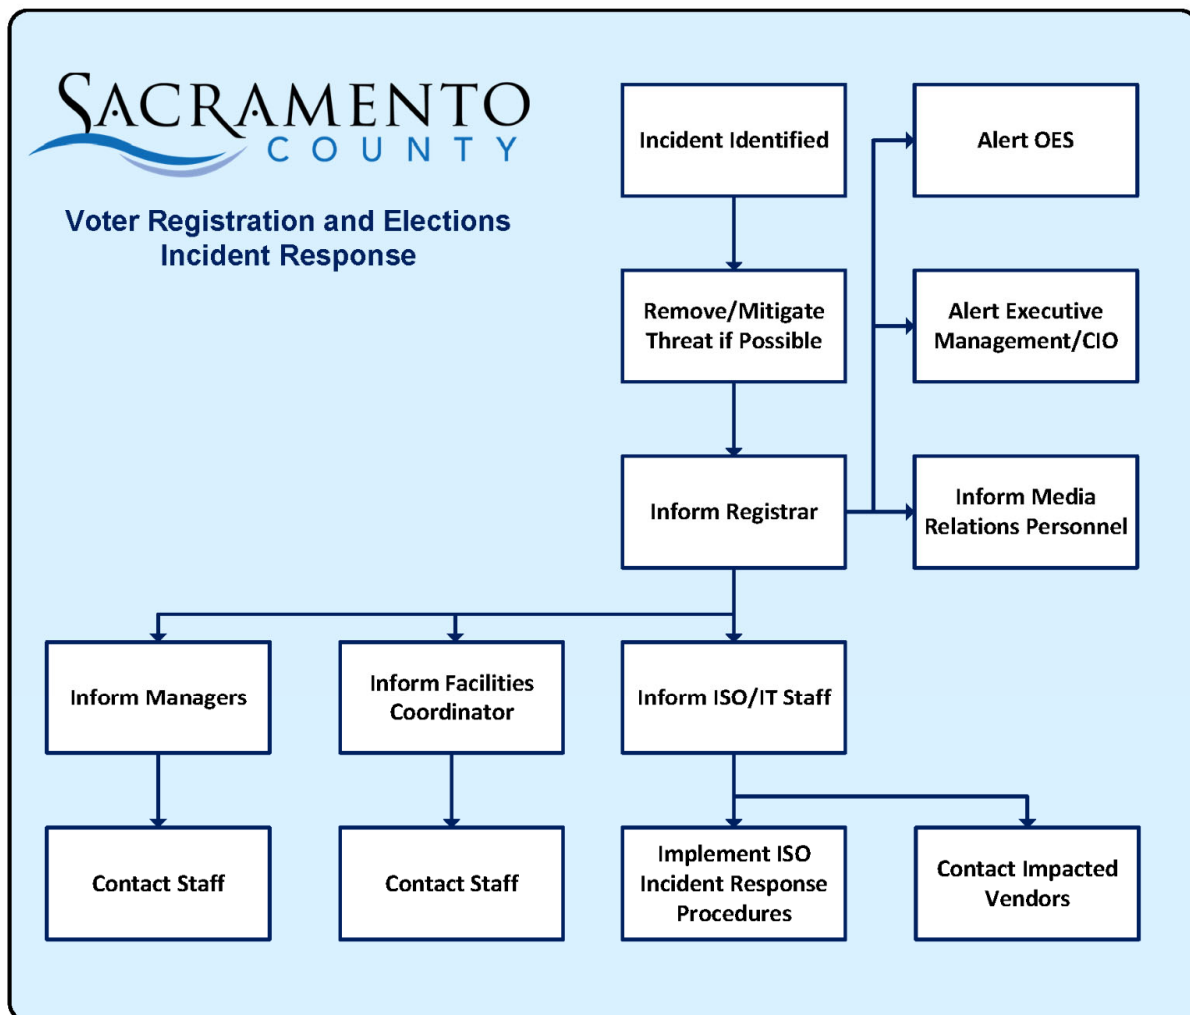 SACRAMENTO
COUNTY
Voter Registration and Elections
Incident Response
Incident Identified
Alert OES
Remove/Mitigate
Threat if Possible
Alert Executive
Management/CIO
Inform Registrar
Inform Media
Relations Personnel
Inform Managers
Inform Facilities
Coordinator
Inform ISO/IT Staff
Contact Staff
Contact Staff
Implement ISO
Incident Response
Procedures
Contact Impacted
Vendors